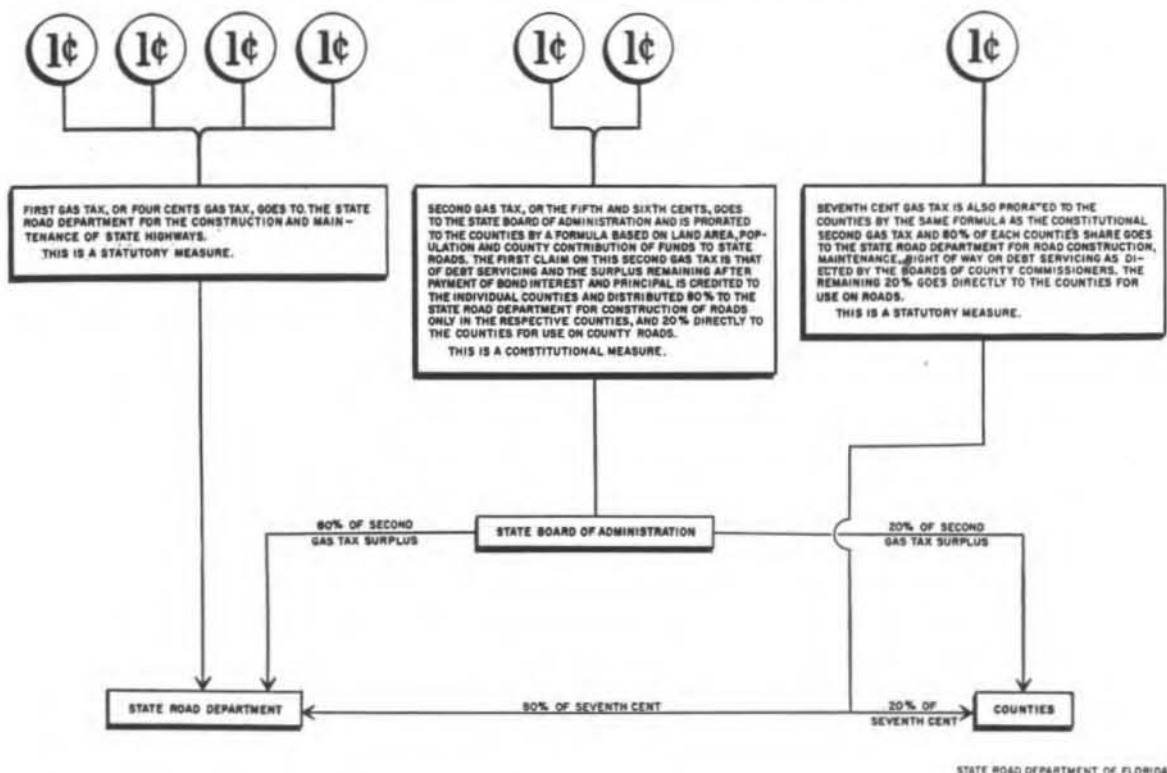 1¢ 1¢ 1¢ 1¢ 1¢ 1¢ 1¢
FIRST GAS TAX, OR FOUR CENTS GAS TAX, GOES TO THE STATE
ROAD DEPARTMENT FOR THE CONSTRUCTION AND MAIN-
TENANCE OF STATE HIGHWAYS.
THIS IS A STATUTORY MEASURE.
SECOND GAS TAX, OR THE FIFTH AND SIXTH CENTS, GOES
TO THE STATE BOARD OF ADMINISTRATION AND IS PRORATED
TO THE COUNTIES BY A FORMULA BASED ON LAND AREA, POP-
ULATION AND COUNTY CONTRIBUTION OF FUNDS TO STATE
ROADS. THE FIRST CLAIM ON THIS SECOND GAS TAX IS THAT
OF DEBT SERVICING AND THE SURPLUS REMAINING AFTER
PAYMENT OF BOND INTEREST AND PRINCIPAL IS CREDITED TO
THE INDIVIDUAL COUNTIES AND DISTRIBUTED 80% TO THE
STATE ROAD DEPARTMENT FOR CONSTRUCTION OF ROADS
ONLY IN THE RESPECTIVE COUNTIES, AND 20% DIRECTLY TO
THE COUNTIES FOR USE ON COUNTY ROADS.
THIS IS A CONSTITUTIONAL MEASURE.
SEVENTH CENT GAS TAX IS ALSO PRORATED TO THE
COUNTIES BY THE SAME FORMULA AS THE CONSTITUTIONAL
SECOND GAS TAX AND 80% OF EACH COUNTIES SHARE GOES
TO THE STATE ROAD DEPARTMENT FOR ROAD CONSTRUCTION,
MAINTENANCE, RIGHT OF WAY OR DEBT SERVICING AS DI-
RECTED BY THE BOARDS OF COUNTY COMMISSIONERS. THE
REMAINING 20% GOES DIRECTLY TO THE COUNTIES FOR
USE ON ROADS.
THIS IS A STATUTORY MEASURE.
80% OF SECOND
GAS TAX SURPLUS
STATE BOARD OF ADMINISTRATION
20% OF SECOND
GAS TAX SURPLUS
STATE ROAD DEPARTMENT
80% OF SEVENTH CENT
20% OF
SEVENTH CENT
COUNTIES
STATE ROAD DEPARTMENT OF FLORIDA